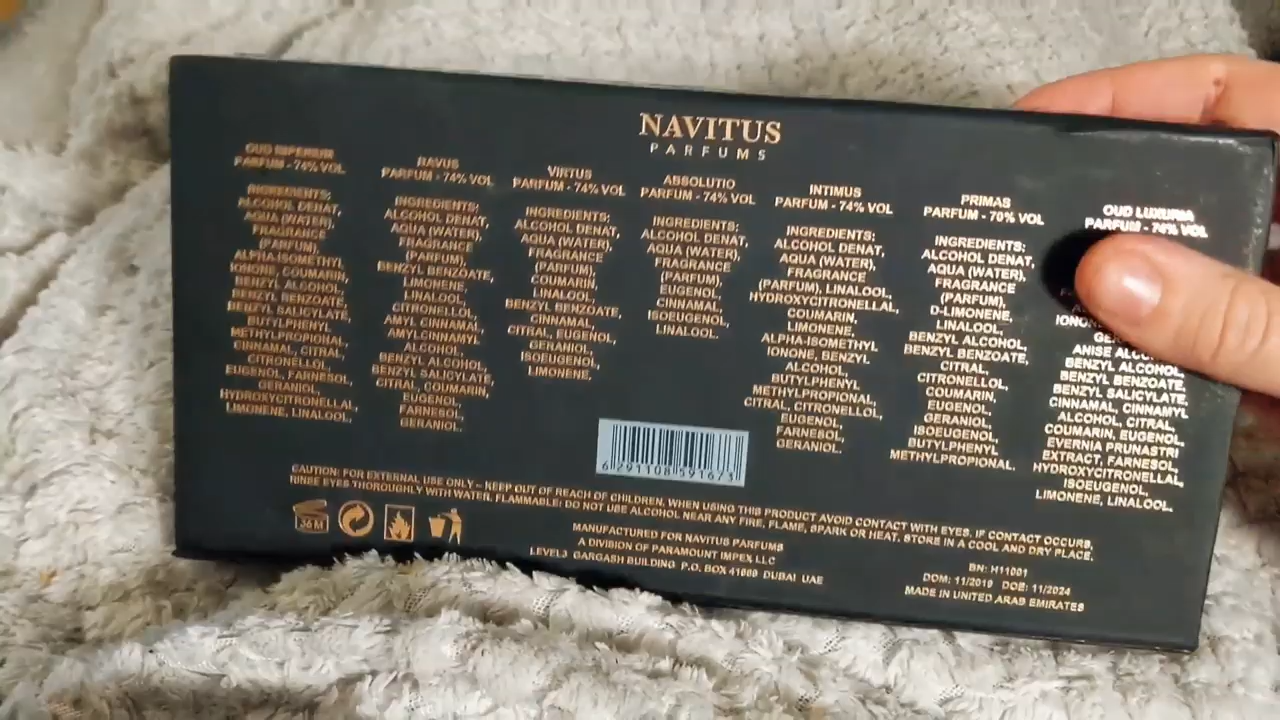 NAVITUS
PARFUMS
OUD IMPERIUM
PARFUM - 74% VOL
INGREDIENTS:
ALCOHOL DENAT,
AQUA (WATER),
FRAGRANCE
(PARFUM),
ALPHA-ISOMETHYL
IONONE, COUMARIN,
BENZYL ALCOHOL,
BENZYL BENZOATE,
BENZYL SALICYLATE,
BUTYLPHENYL
METHYLPROPIONAL,
CINNAMAL, CITRAL,
CITRONELLOL,
EUGENOL, FARNESOL,
GERANIOL,
HYDROXYCITRONELLAL,
LIMONENE, LINALOOL.
RAVUS
PARFUM - 74% VOL
INGREDIENTS:
ALCOHOL DENAT,
AQUA (WATER),
FRAGRANCE
(PARFUM),
BENZYL BENZOATE,
LIMONENE,
LINALOOL,
CITRONELLOL,
AMYL CINNAMAL,
AMYLCINNAMYL
ALCOHOL,
BENZYL ALCOHOL,
BENZYL SALICYLATE,
CITRAL, COUMARIN,
EUGENOL,
FARNESOL,
GERANIOL.
VIRTUS
PARFUM - 74% VOL
INGREDIENTS:
ALCOHOL DENAT,
AQUA (WATER),
FRAGRANCE
(PARFUM),
COUMARIN,
LINALOOL,
BENZYL BENZOATE,
CINNAMAL,
CITRAL, EUGENOL,
GERANIOL,
ISOEUGENOL,
LIMONENE.
ABSOLUTIO
PARFUM - 74% VOL
INGREDIENTS:
ALCOHOL DENAT,
AQUA (WATER),
FRAGRANCE
(PARFUM),
EUGENOL,
CINNAMAL,
ISOEUGENOL,
LINALOOL.
INTIMUS
PARFUM - 74% VOL
INGREDIENTS:
ALCOHOL DENAT,
AQUA (WATER),
FRAGRANCE
(PARFUM), LINALOOL,
HYDROXYCITRONELLAL,
COUMARIN,
LIMONENE,
ALPHA-ISOMETHYL
IONONE, BENZYL
ALCOHOL,
BUTYLPHENYL
METHYLPROPIONAL,
CITRAL, CITRONELLOL,
EUGENOL,
FARNESOL,
GERANIOL.
PRIMAS
PARFUM - 70% VOL
INGREDIENTS:
ALCOHOL DENAT,
AQUA (WATER),
FRAGRANCE
(PARFUM),
D-LIMONENE,
LINALOOL,
BENZYL ALCOHOL,
BENZYL BENZOATE,
CITRAL,
CITRONELLOL,
COUMARIN,
EUGENOL,
GERANIOL,
ISOEUGENOL,
BUTYLPHENYL
METHYLPROPIONAL.
OUD LUXURIA
PARFUM - 74% VOL
ANISE ALCOHOL,
BENZYL ALCOHOL,
BENZYL BENZOATE,
BENZYL SALICYLATE,
CINNAMAL, CINNAMYL
ALCOHOL, CITRAL,
COUMARIN, EUGENOL,
EVERNIA PRUNASTRI
EXTRACT, FARNESOL,
HYDROXYCITRONELLAL,
ISOEUGENOL,
LIMONENE, LINALOOL.
6 291108 591673
CAUTION: FOR EXTERNAL USE ONLY – KEEP OUT OF REACH OF CHILDREN, WHEN USING THIS PRODUCT AVOID CONTACT WITH EYES, IF CONTACT OCCURS,
RINSE EYES THOROUGHLY WITH WATER. FLAMMABLE: DO NOT USE ALCOHOL NEAR ANY FIRE, FLAME, SPARK OR HEAT, STORE IN A COOL AND DRY PLACE.
36 M
MANUFACTURED FOR NAVITUS PARFUMS
A DIVISION OF PARAMOUNT IMPEX LLC
LEVEL3 GARGASH BUILDING P.O. BOX 41080 DUBAI UAE
BN: H11001
DOM: 11/2019 DOE: 11/2024
MADE IN UNITED ARAB EMIRATES